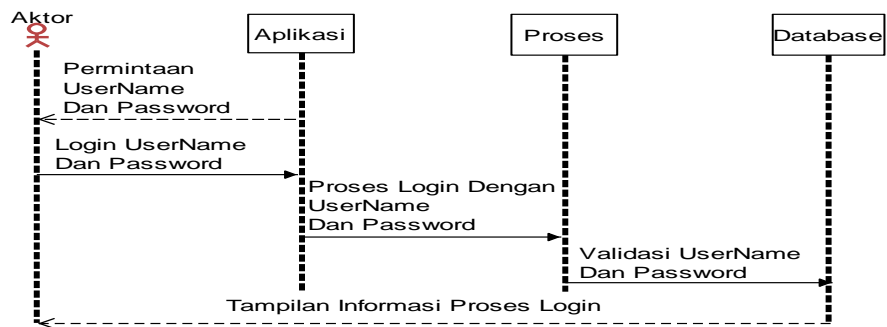 Aktor
Aplikasi
Proses
Database
Permintaan
UserName
Dan Password
Login UserName
Dan Password
Proses Login Dengan
UserName
Dan Password
Validasi UserName
Dan Password
Tampilan Informasi Proses Login